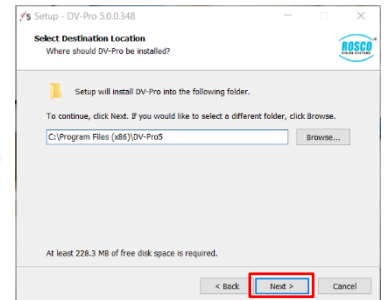 Setup - DV-Pro 5.0.0.348
Select Destination Location
Where should DV-Pro be installed?
ROSCO
Setup will install DV-Pro into the following folder.
To continue, click Next. If you would like to select a different folder, click Browse.
C:\Program Files (x86)\DV-Pro5
Browse...
At least 228.3 MB of free disk space is required.
< Back
Next >
Cancel